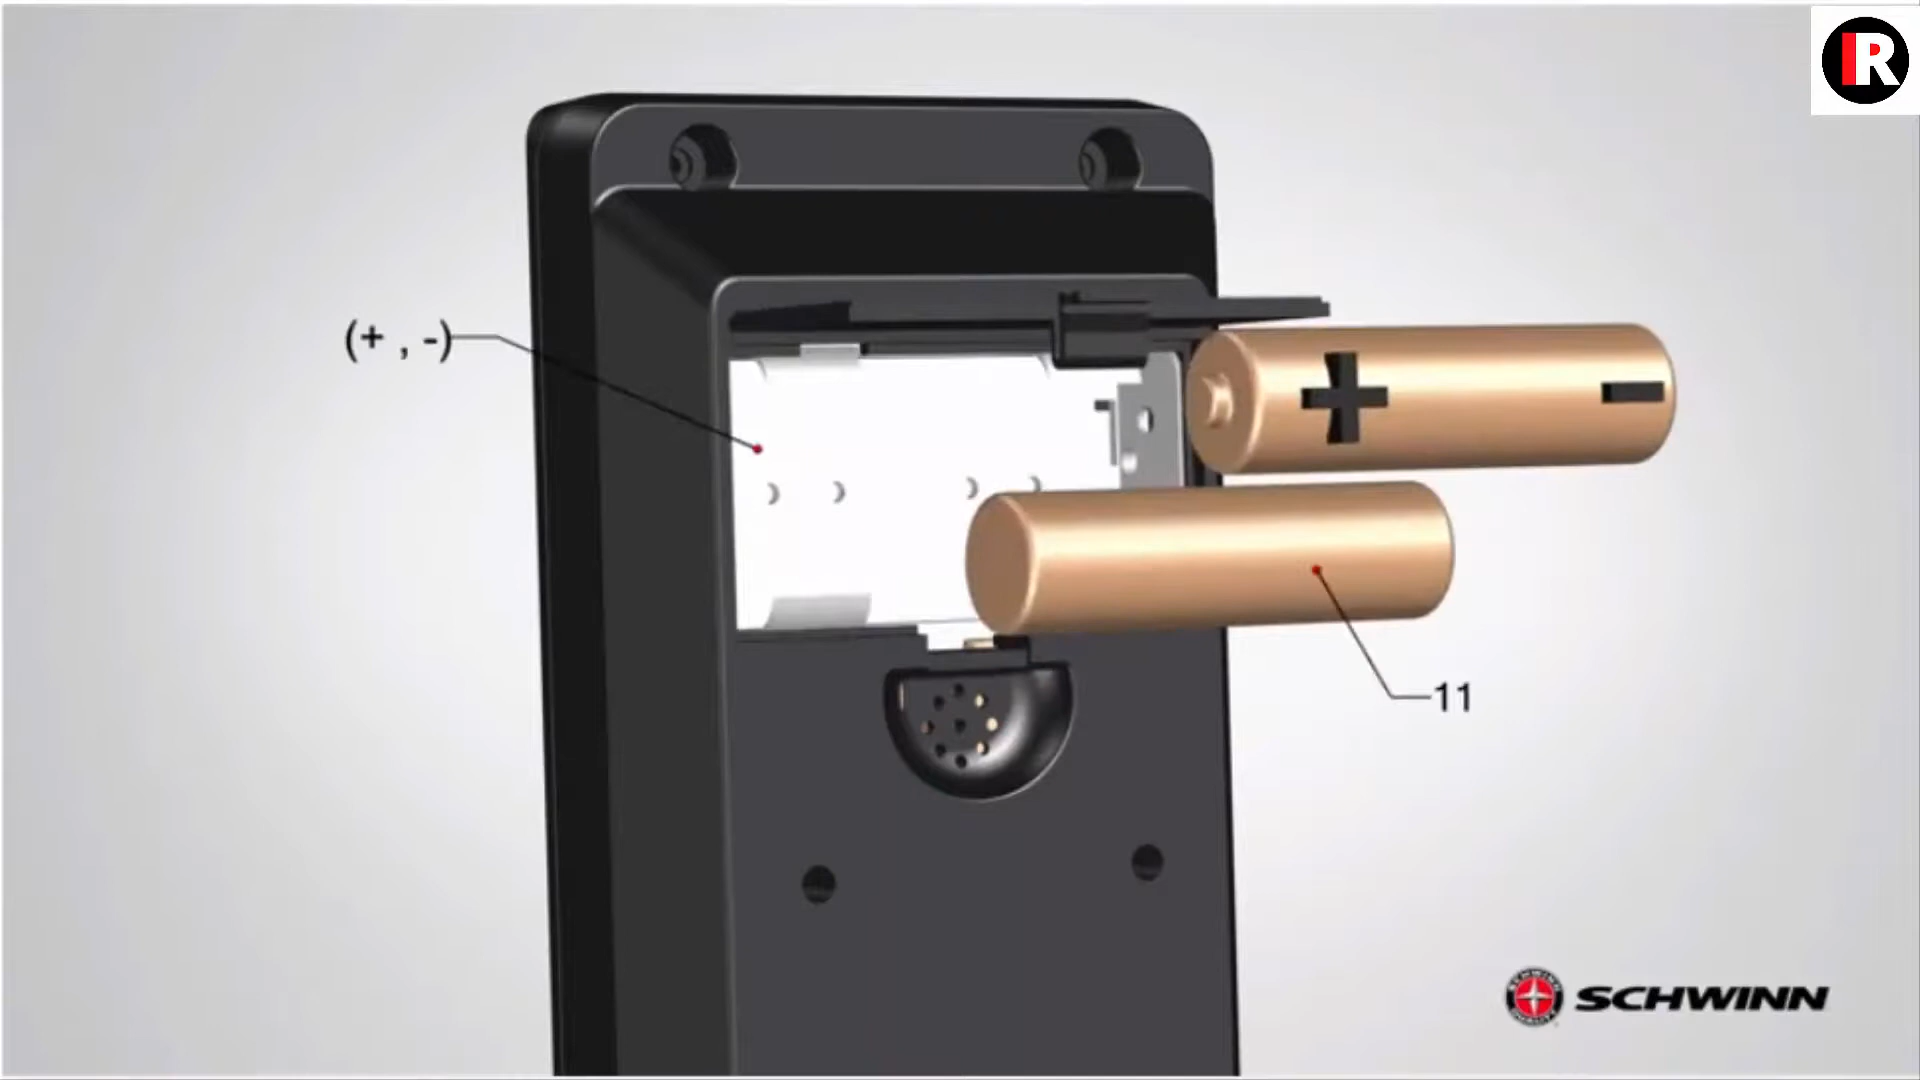 R
(+ , -)
+ -
11
SCHWINN